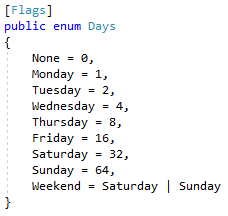 [Flags]
public enum Days
{
    None = 0,
    Monday = 1,
    Tuesday = 2,
    Wednesday = 4,
    Thursday = 8,
    Friday = 16,
    Saturday = 32,
    Sunday = 64,
    Weekend = Saturday | Sunday
}